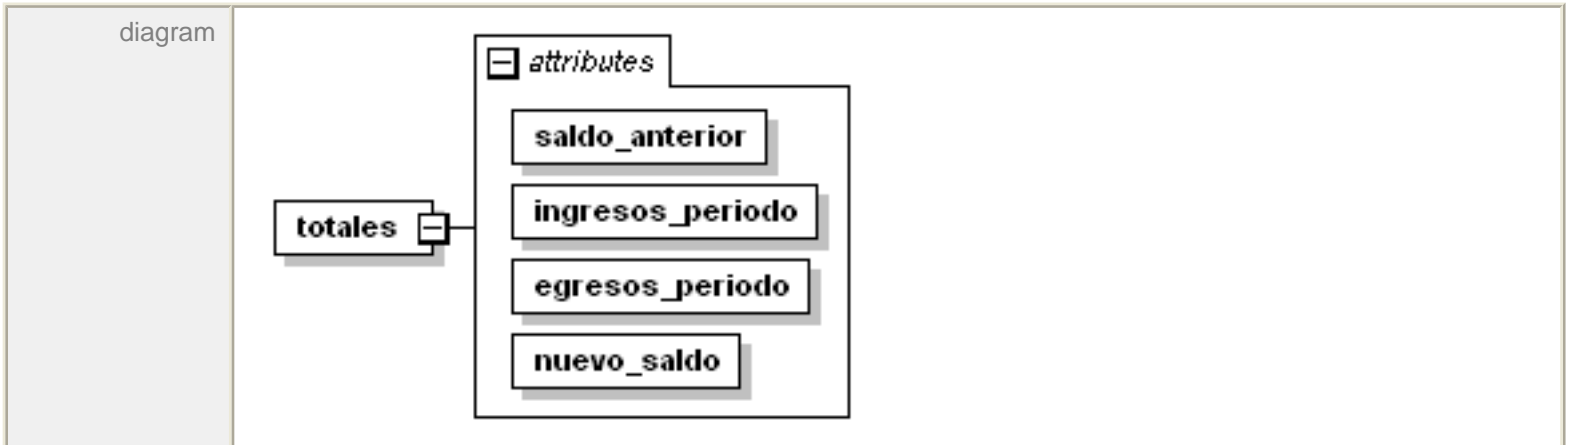 diagram
attributes
saldo_anterior
ingresos_periodo
totales
egresos_periodo
nuevo_saldo